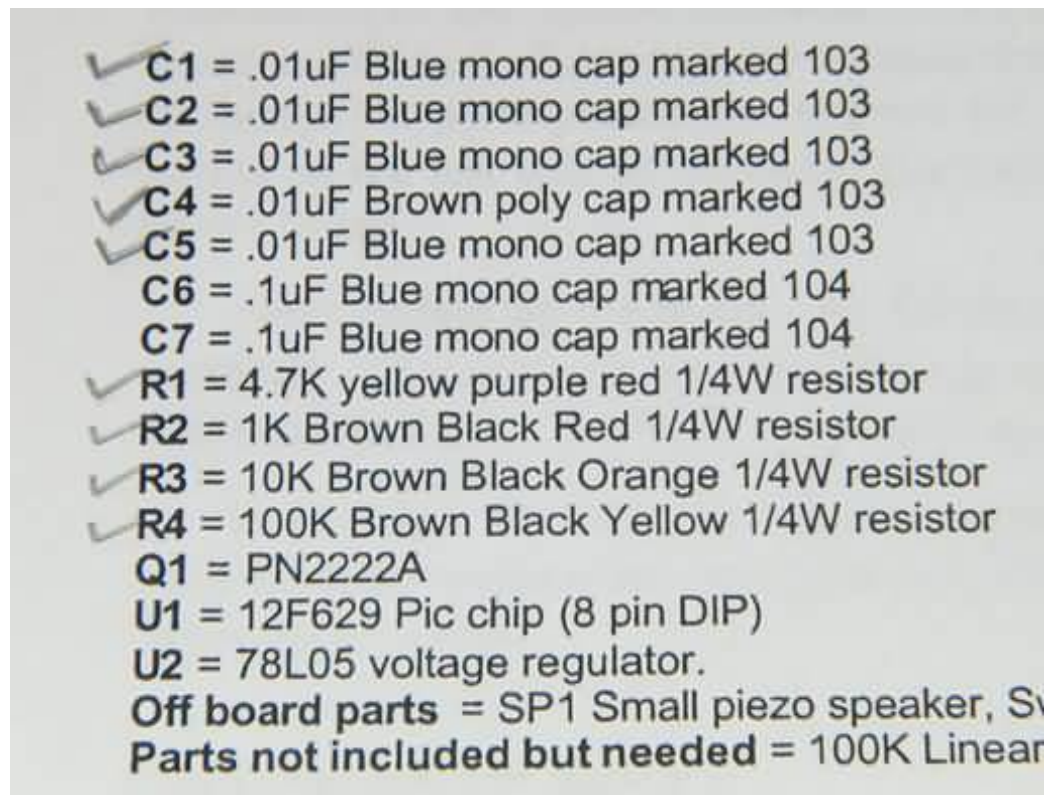 C1 = .01uF Blue mono cap marked 103
C2 = .01uF Blue mono cap marked 103
C3 = .01uF Blue mono cap marked 103
C4 = .01uF Brown poly cap marked 103
C5 = .01uF Blue mono cap marked 103
C6 = .1uF Blue mono cap marked 104
C7 = .1uF Blue mono cap marked 104
R1 = 4.7K yellow purple red 1/4W resistor
R2 = 1K Brown Black Red 1/4W resistor
R3 = 10K Brown Black Orange 1/4W resistor
R4 = 100K Brown Black Yellow 1/4W resistor
Q1 = PN2222A
U1 = 12F629 Pic chip (8 pin DIP)
U2 = 78L05 voltage regulator.
Off board parts = SP1 Small piezo speaker,
Parts not included but needed = 100K Linear